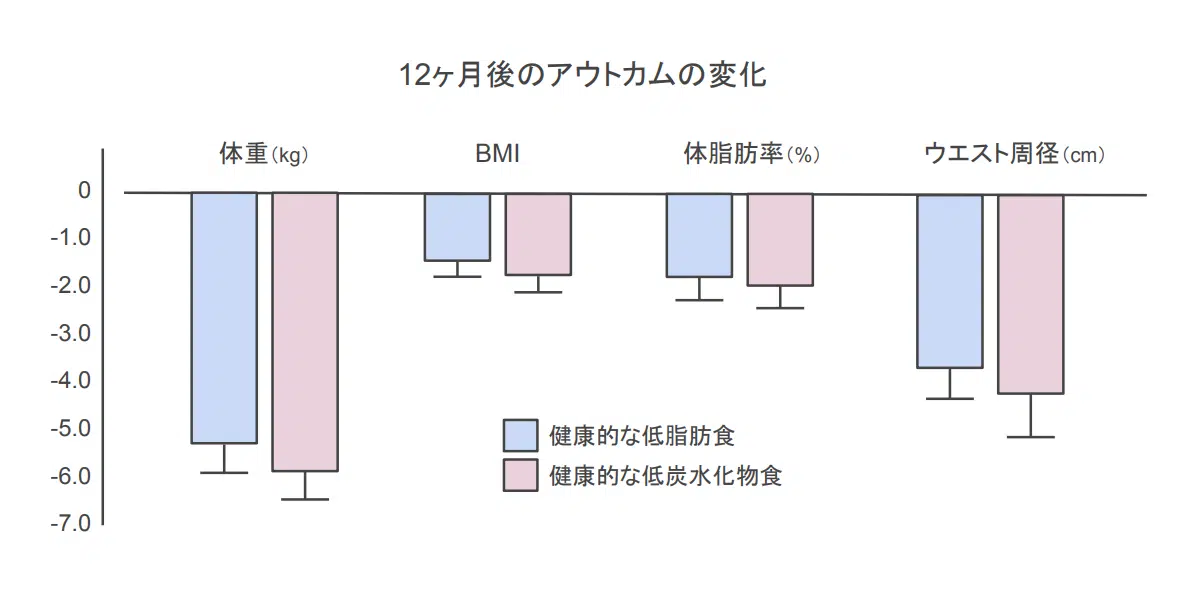 12ヶ月後のアウトカムの変化
体重（kg）
BMI
体脂肪率（%）
ウエスト周径（cm）
0
-1.0
-2.0
-3.0
-4.0
-5.0
-6.0
-7.0
健康的な低脂肪食
健康的な低炭水化物食